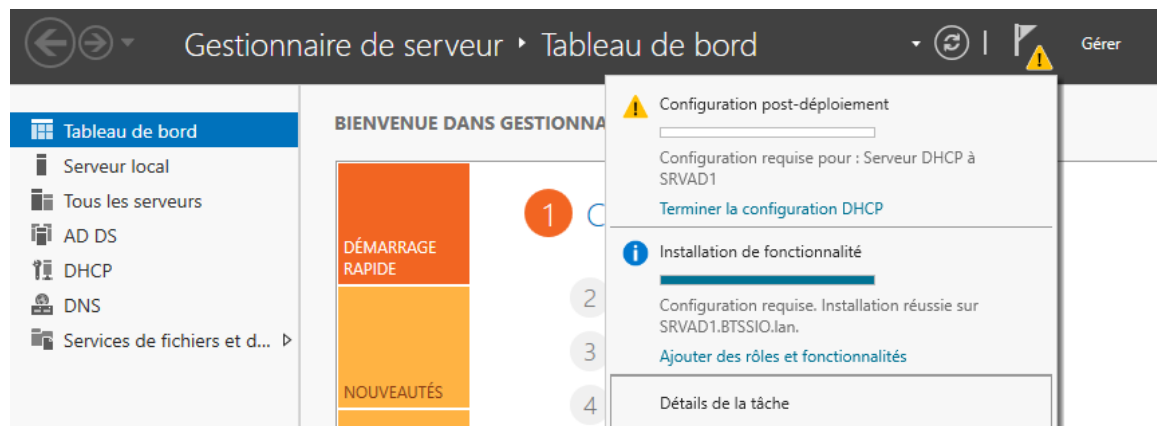 Gestionnaire de serveur ‣ Tableau de bord
Gérer
Tableau de bord
Serveur local
Tous les serveurs
AD DS
DHCP
DNS
Services de fichiers et d...
BIENVENUE DANS GESTIONNA
DÉMARRAGE
RAPIDE
NOUVEAUTÉS
1
2
3
4
Configuration post-déploiement
Configuration requise pour : Serveur DHCP à
SRVAD1
Terminer la configuration DHCP
Installation de fonctionnalité
Configuration requise. Installation réussie sur
SRVAD1.BTSSIO.lan.
Ajouter des rôles et fonctionnalités
Détails de la tâche